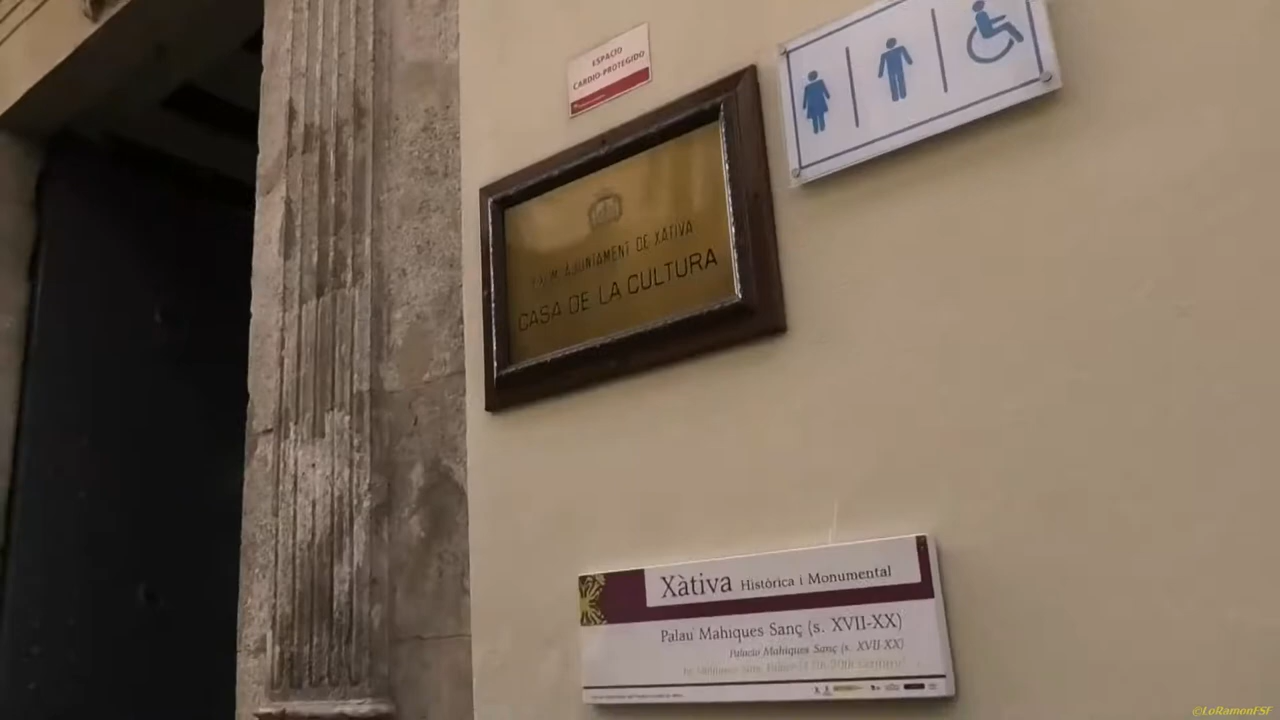 ESPACIO
CARDIO-PROTEGIDO
AJUNTAMENT DE XÀTIVA
CASA DE LA CULTURA
Xàtiva Històrica i Monumental
Palau Mahiques Sanç (s. XVII-XX)
Palacio Mahiques Sanç (s. XVII-XX)
©LoRamonFSF